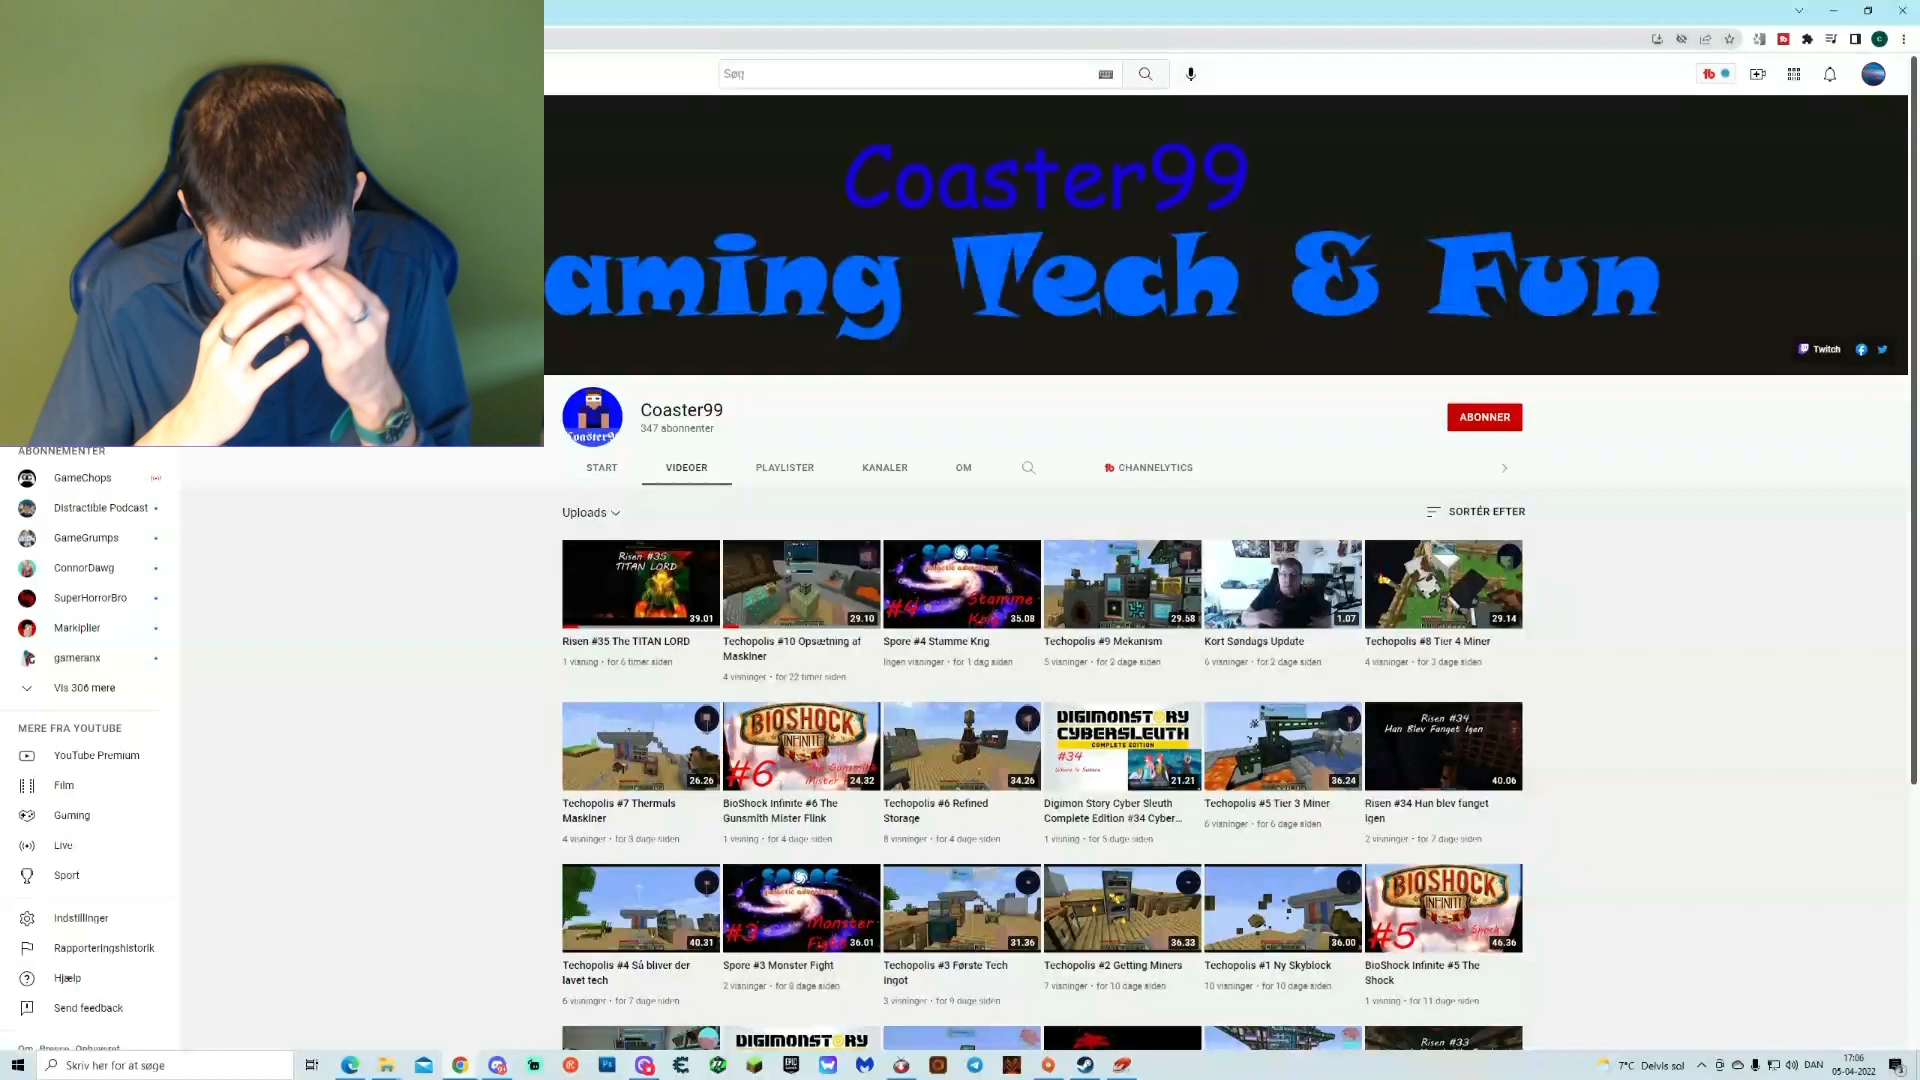 Søg
Coaster99
aming Tech & Fun
Twitch
Coaster99
347 abonnenter
ABONNER
START
VIDEOER
PLAYLISTER
KANALER
OM
CHANNELYTICS
Uploads
SORTÉR EFTER
ABONNEMENTER
GameChops
Distractible Podcast
GameGrumps
ConnorDawg
SuperHorrorBro
Markiplier
gameranx
Vis 306 mere
MERE FRA YOUTUBE
YouTube Premium
Film
Gaming
Live
Sport
Indstillinger
Rapporteringshistorik
Hjælp
Send feedback
Risen #35
TITAN LORD
39.01
29.10
SPORE
galactic adventures
#4 Stamme
Krig
35.08
29.58
1.07
29.14
Risen #35 The TITAN LORD
1 visning • for 6 timer siden
Techopolis #10 Opsætning af
Maskiner
4 visninger • for 22 timer siden
Spore #4 Stamme Krig
Ingen visninger • for 1 dag siden
Techopolis #9 Mekanism
5 visninger • for 2 dage siden
Kort Søndags Update
6 visninger • for 2 dage siden
Techopolis #8 Tier 4 Miner
4 visninger • for 3 dage siden
26.26
BIOSHOCK
INFINITE
#6
The Gunsmith
Mister
24.32
34.26
DIGIMONSTORY
CYBERSLEUTH
COMPLETE EDITION
#34
21.21
36.24
Risen #34
Han Blev Fanget Igen
40.06
Techopolis #7 Thermals
Maskiner
4 visninger • for 3 dage siden
BioShock Infinite #6 The
Gunsmith Mister Flink
1 visning • for 4 dage siden
Techopolis #6 Refined
Storage
8 visninger • for 4 dage siden
Digimon Story Cyber Sleuth
Complete Edition #34 Cyber...
1 visning • for 5 dage siden
Techopolis #5 Tier 3 Miner
6 visninger • for 6 dage siden
Risen #34 Han blev fanget
igen
2 visninger • for 7 dage siden
40.31
SPORE
galactic adventures
#3 Monster
Fight
36.01
31.36
36.33
36.00
BIOSHOCK
INFINITE
#5 The Shock
46.36
Techopolis #4 Så bliver der
lavet tech
6 visninger • for 7 dage siden
Spore #3 Monster Fight
2 visninger • for 8 dage siden
Techopolis #3 Første Tech
ingot
3 visninger • for 9 dage siden
Techopolis #2 Getting Miners
7 visninger • for 10 dage siden
Techopolis #1 Ny Skyblock
10 visninger • for 10 dage siden
BioShock Infinite #5 The
Shock
1 visning • for 11 dage siden
DIGIMONSTORY
Risen #33
Skriv her for at søge
7°C Delvis sol
DAN
17:06
05-04-2022